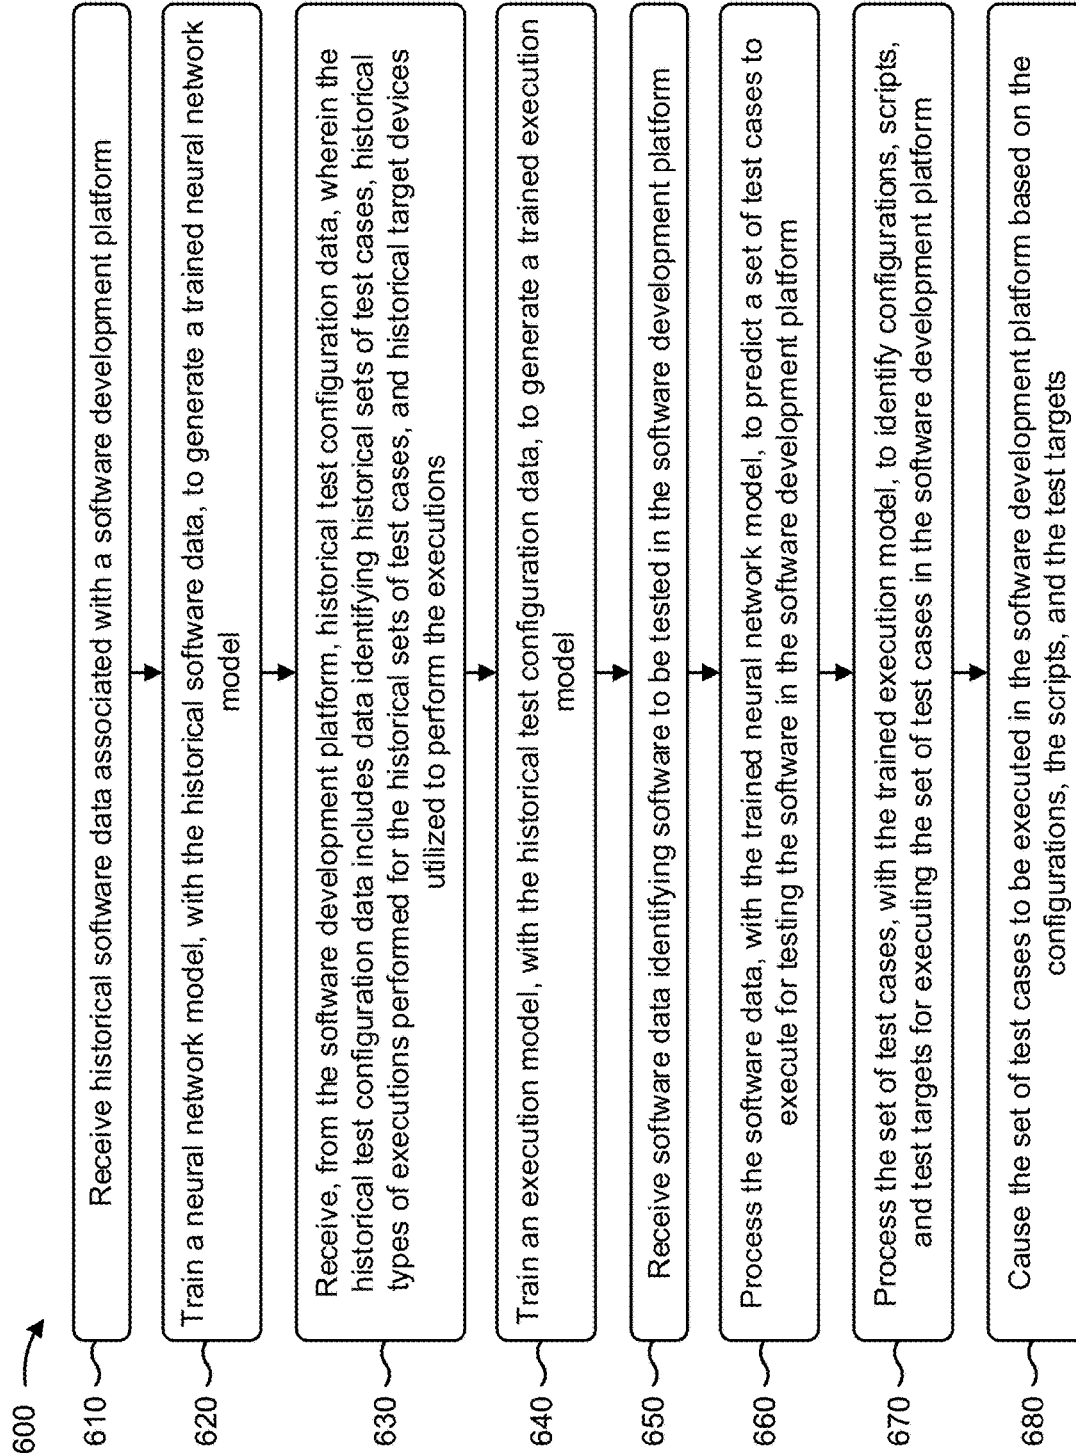 600
610
Receive historical software data associated with a software development platform
620
Train a neural network model, with the historical software data, to generate a trained neural network
model
630
Receive, from the software development platform, historical test configuration data, wherein the
historical test configuration data includes data identifying historical sets of test cases, historical
types of executions performed for the historical sets of test cases, and historical target devices
utilized to perform the executions
640
Train an execution model, with the historical test configuration data, to generate a trained execution
model
650
Receive software data identifying software to be tested in the software development platform
660
Process the software data, with the trained neural network model, to predict a set of test cases to
execute for testing the software in the software development platform
670
Process the set of test cases, with the trained execution model, to identify configurations, scripts,
and test targets for executing the set of test cases in the software development platform
680
Cause the set of test cases to be executed in the software development platform based on the
configurations, the scripts, and the test targets